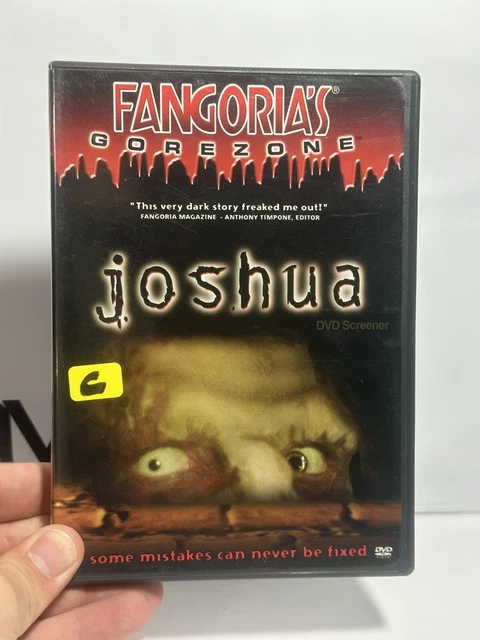 FANGORIA'S®
GOREZONE™
"This very dark story freaked me out!"
FANGORIA MAGAZINE - ANTHONY TIMPONE, EDITOR
joshua
DVD Screener
C
some mistakes can never be fixed
DVD